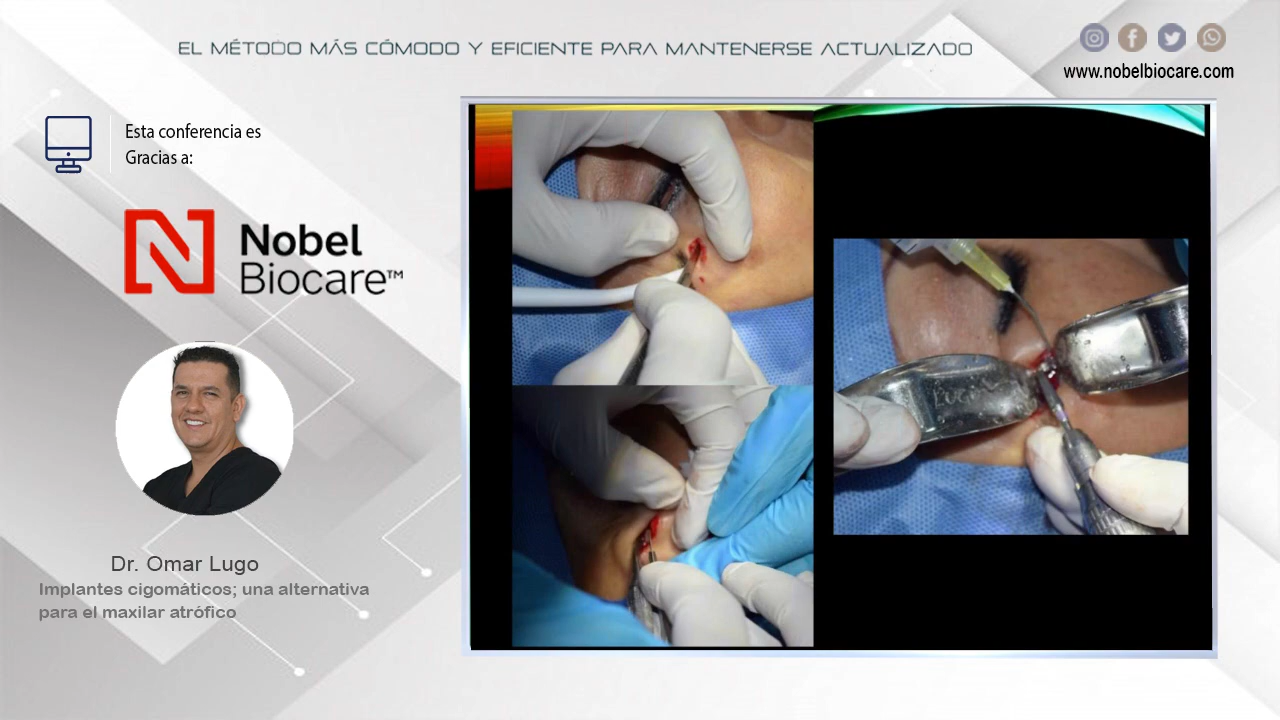 EL MÉTODO MÁS CÓMODO Y EFICIENTE PARA MANTENERSE ACTUALIZADO
www.nobelbiocare.com
Esta conferencia es
Gracias a:
Nobel
Biocare™
Dr. Omar Lugo
Implantes cigomáticos; una alternativa
para el maxilar atrófico